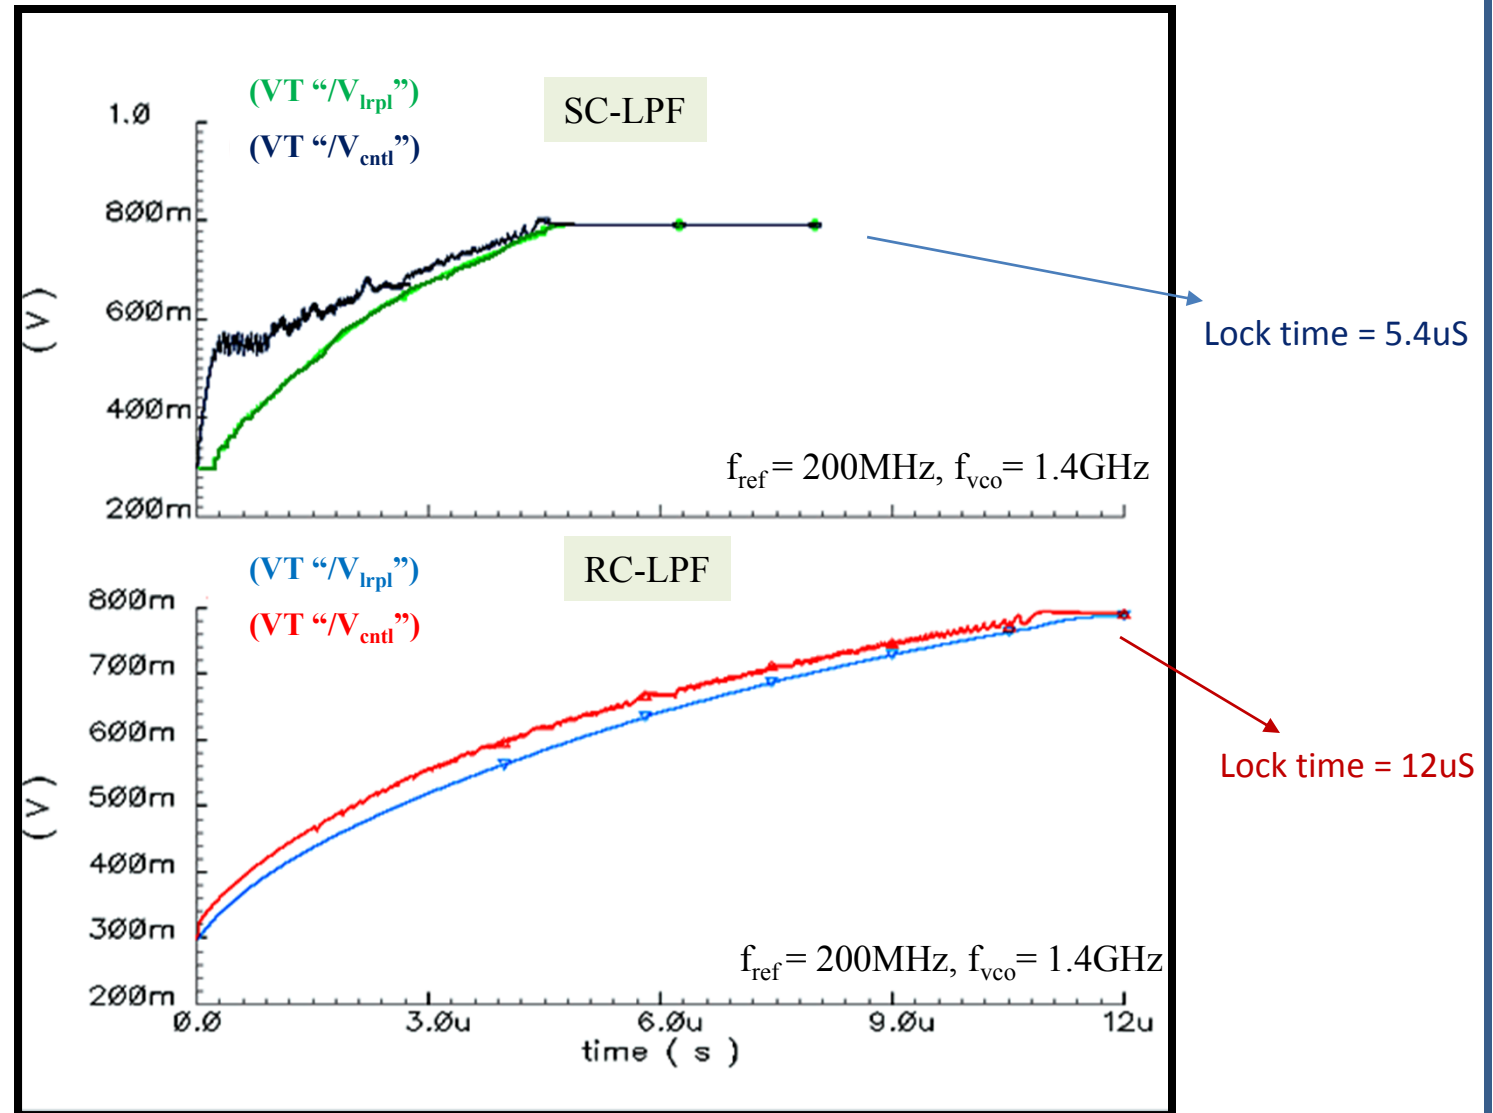 (VT “/Vlrpl”)
SC-LPF
(VT “/Vcntl”)
1.0
800m
600m
400m
200m
(V)
fref = 200MHz, fvco= 1.4GHz
Lock time = 5.4uS
(VT “/Vlrpl”)
RC-LPF
(VT “/Vcntl”)
800m
700m
600m
500m
400m
300m
200m
(V)
fref = 200MHz, fvco= 1.4GHz
Lock time = 12uS
0.0 3.0u 6.0u 9.0u 12u
time ( s )